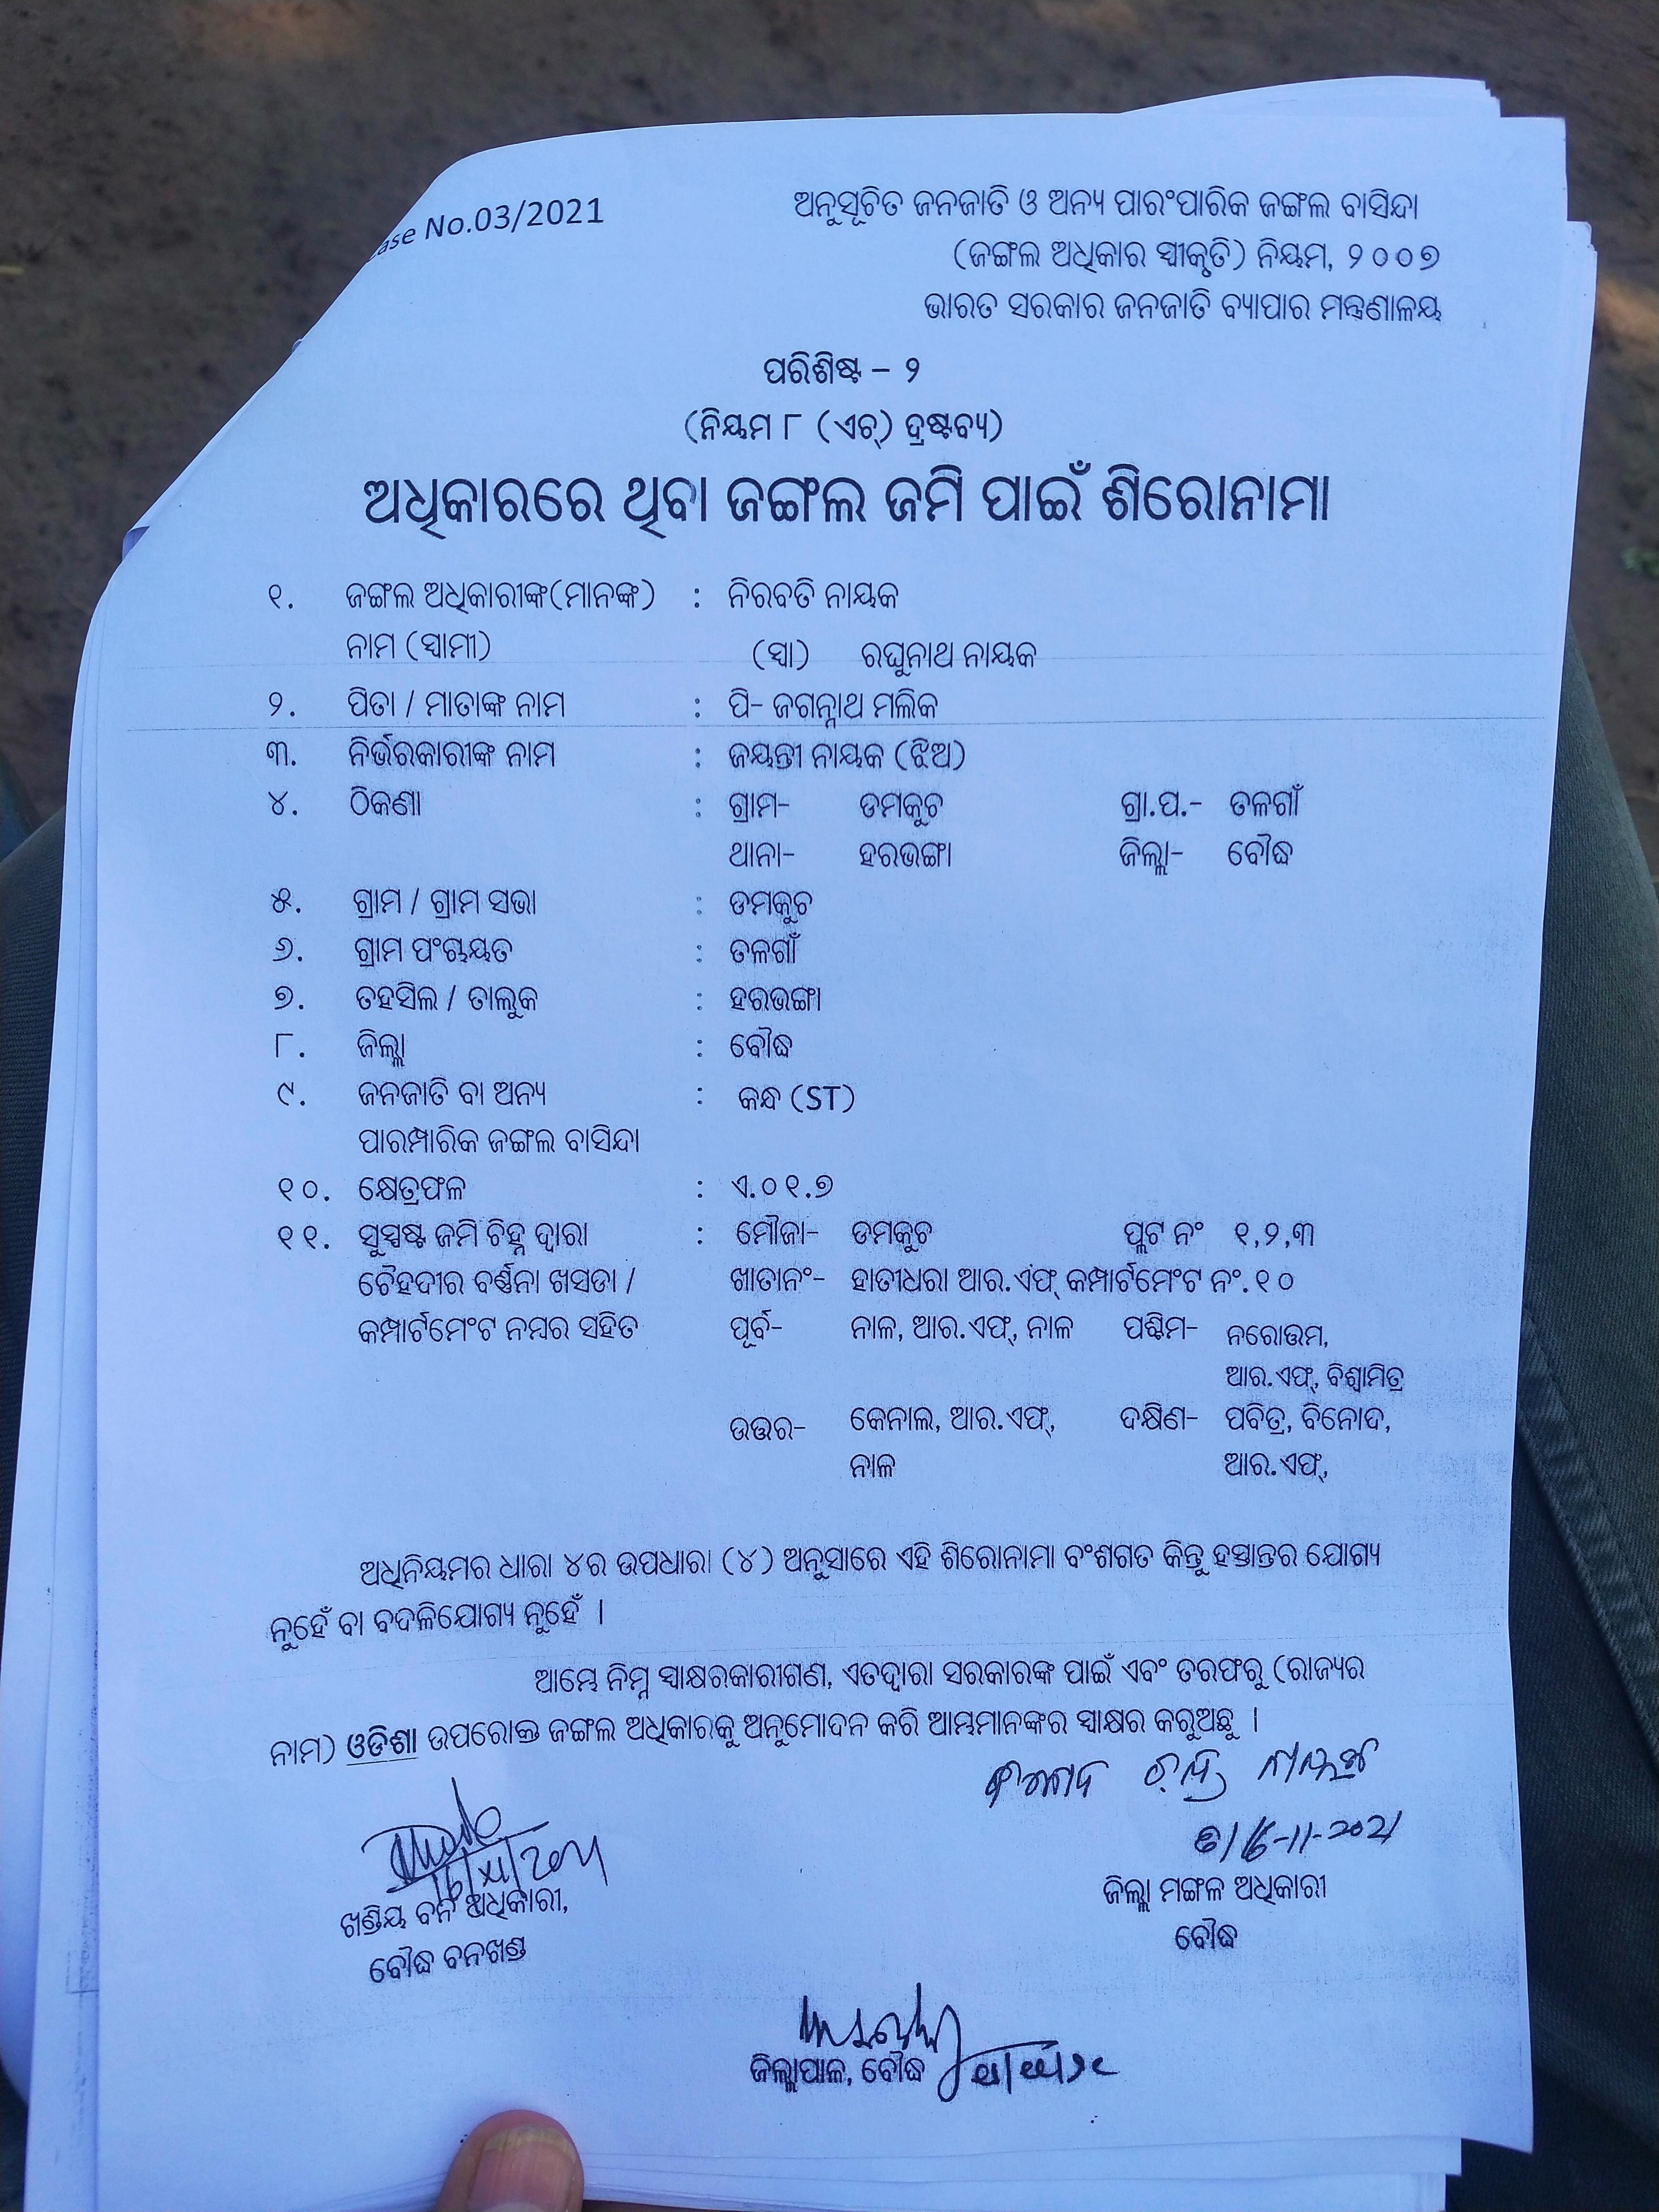 ase No.03/2021
ଅନୁସୂଚିତ ଜନଜାତି ଓ ଅନ୍ୟ ପାରଂପାରିକ ଜଙ୍ଗଲ ବାସିନ୍ଦା
(ଜଙ୍ଗଲ ଅଧିକାର ସ୍ୱୀକୃତି) ନିୟମ, ୨୦୦୭
ଭାରତ ସରକାର ଜନଜାତି ବ୍ୟାପାର ମନ୍ତ୍ରଣାଳୟ
ପରିଶିଷ୍ଟ – ୨
(ନିୟମ ୮ (ଏଚ୍) ଦ୍ରଷ୍ଟବ୍ୟ)
ଅଧିକାରରେ ଥିବା ଜଙ୍ଗଲ ଜମି ପାଇଁ ଶିରୋନାମା
୧. ଜଙ୍ଗଲ ଅଧିକାରୀଙ୍କ(ମାନଙ୍କ) : ନିରବତି ନାୟକ
ନାମ (ସ୍ୱାମୀ) (ସ୍ୱା) ରଘୁନାଥ ନାୟକ
୨. ପିତା / ମାତାଙ୍କ ନାମ : ପି- ଜଗନ୍ନାଥ ମଲିକ
୩. ନିର୍ଭରକାରୀଙ୍କ ନାମ : ଜୟନ୍ତୀ ନାୟକ (ଝିଅ)
୪. ଠିକଣା : ଗ୍ରାମ- ଡମକୁଚ ଗ୍ରା.ପ.- ତଳଗାଁ
ଥାନା- ହରଭଙ୍ଗା ଜିଲ୍ଲା- ବୌଦ୍ଧ
୫. ଗ୍ରାମ / ଗ୍ରାମ ସଭା : ଡମକୁଚ
୬. ଗ୍ରାମ ପଂଚାୟତ : ତଳଗାଁ
୭. ତହସିଲ / ତାଲୁକ : ହରଭଙ୍ଗା
୮. ଜିଲ୍ଲା : ବୌଦ୍ଧ
୯. ଜନଜାତି ବା ଅନ୍ୟ : କନ୍ଧ (ST)
ପାରମ୍ପାରିକ ଜଙ୍ଗଲ ବାସିନ୍ଦା
୧୦. କ୍ଷେତ୍ରଫଳ : ଏ.୦୧.୭
୧୧. ସୁସ୍ପଷ୍ଟ ଜମି ଚିହ୍ନ ଦ୍ୱାରା : ମୌଜା- ଡମକୁଚ ପ୍ଲଟ ନଂ ୧,୨,୩
ଚୈହଦୀର ବର୍ଣ୍ଣନା ଖସଡା / ଖାତାନଂ- ହାତୀଧରା ଆର.ଏଫ୍ କମ୍ପାର୍ଟମେଂଟ ନଂ.୧୦
କମ୍ପାର୍ଟମେଂଟ ନମ୍ବର ସହିତ ପୂର୍ବ- ନାଳ, ଆର.ଏଫ୍, ନାଳ ପଶ୍ଚିମ- ନରୋତ୍ତମ,
ଆର.ଏଫ୍, ବିଶ୍ୱାମିତ୍ର
ଉତ୍ତର- କେନାଲ, ଆର.ଏଫ୍, ଦକ୍ଷିଣ- ପବିତ୍ର, ବିନୋଦ,
ନାଳ ଆର.ଏଫ୍,
ଅଧିନିୟମର ଧାରା ୪ର ଉପଧାରା (୪) ଅନୁସାରେ ଏହି ଶିରୋନାମା ବଂଶଗତ କିନ୍ତୁ ହସ୍ତାନ୍ତର ଯୋଗ୍ୟ
ନୁହେଁ ବା ବଦଳିଯୋଗ୍ୟ ନୁହେଁ ।
ଆମ୍ଭେ ନିମ୍ନ ସ୍ୱାକ୍ଷରକାରୀଗଣ, ଏତଦ୍ୱାରା ସରକାରଙ୍କ ପାଇଁ ଏବଂ ତରଫରୁ (ରାଜ୍ୟର
ନାମ) ଓଡିଶା ଉପରୋକ୍ତ ଜଙ୍ଗଲ ଅଧିକାରକୁ ଅନୁମୋଦନ କରି ଆମ୍ଭମାନଙ୍କର ସ୍ୱାକ୍ଷର କରୁଅଛୁ ।
16-11-2021
ଖଣ୍ଡିୟ ବନ ଅଧିକାରୀ, ଜିଲ୍ଲା ମଙ୍ଗଳ ଅଧିକାରୀ
ବୌଦ୍ଧ ବନଖଣ୍ଡ ବୌଦ୍ଧ
ଜିଲ୍ଲାପାଳ, ବୌଦ୍ଧ